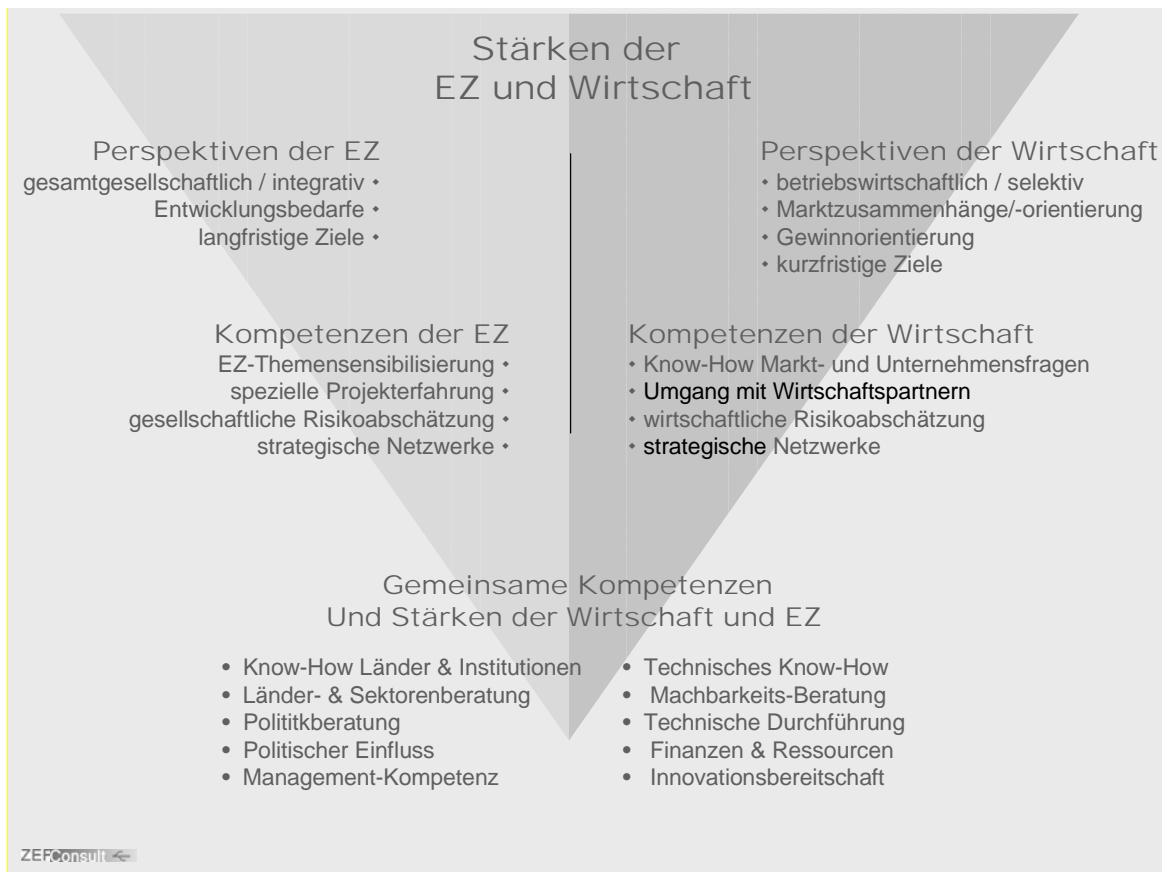 Stärken der
EZ und Wirtschaft
Perspektiven der EZ
gesamtgesellschaftlich / integrativ •
Entwicklungsbedarfe •
langfristige Ziele •
Perspektiven der Wirtschaft
• betriebswirtschaftlich / selektiv
• Marktzusammenhänge/-orientierung
• Gewinnorientierung
• kurzfristige Ziele
Kompetenzen der EZ
EZ-Themensensibilisierung •
spezielle Projekterfahrung •
gesellschaftliche Risikoabschätzung •
strategische Netzwerke •
Kompetenzen der Wirtschaft
• Know-How Markt- und Unternehmensfragen
• Umgang mit Wirtschaftspartnern
• wirtschaftliche Risikoabschätzung
• strategische Netzwerke
Gemeinsame Kompetenzen
Und Stärken der Wirtschaft und EZ
• Know-How Länder & Institutionen
• Länder- & Sektorenberatung
• Polititkberatung
• Politischer Einfluss
• Management-Kompetenz
• Technisches Know-How
• Machbarkeits-Beratung
• Technische Durchführung
• Finanzen & Ressourcen
• Innovationsbereitschaft
ZEFConsult